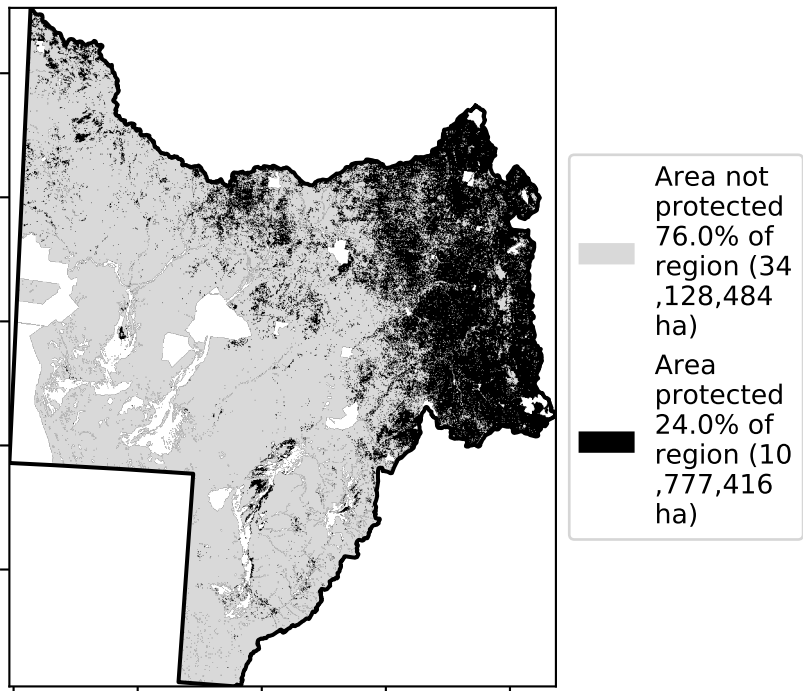 Area not
protected
76.0% of
region (34
,128,484
ha)
Area
protected
24.0% of
region (10
,777,416
ha)